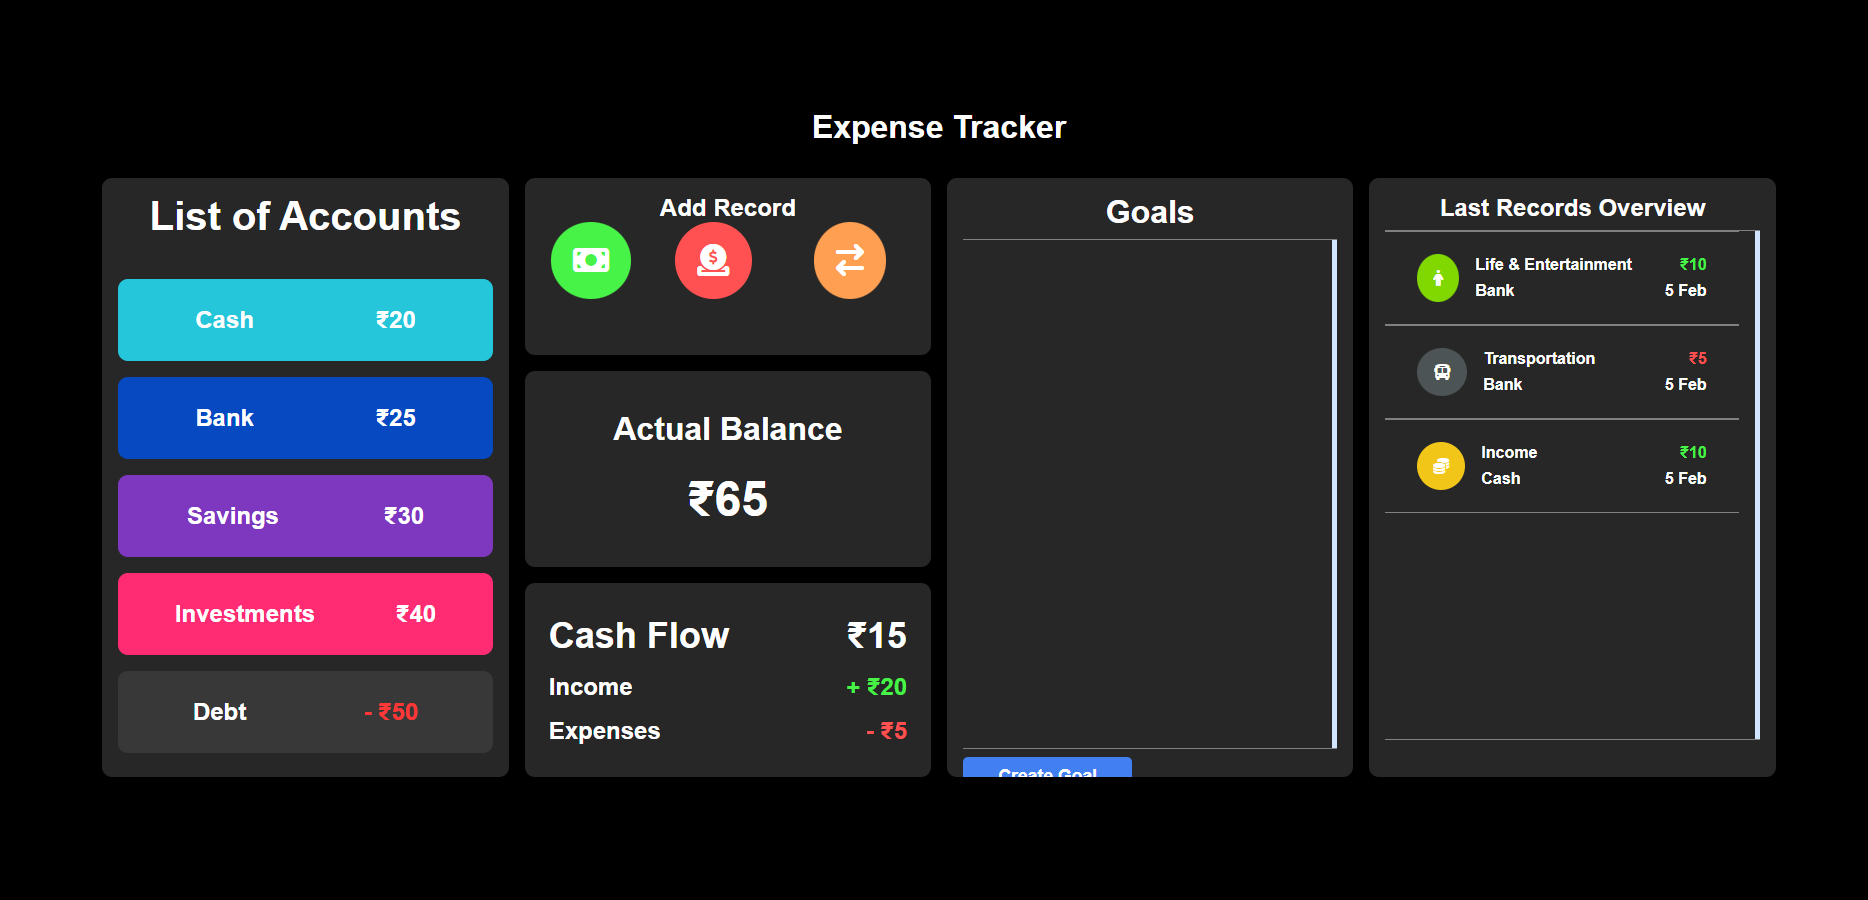 Expense Tracker
List of Accounts
Cash ₹20
Bank ₹25
Savings ₹30
Investments ₹40
Debt - ₹50
Add Record
$
Actual Balance
₹65
Cash Flow ₹15
Income + ₹20
Expenses - ₹5
Goals
Create Goal
Last Records Overview
Life & Entertainment ₹10
Bank 5 Feb
Transportation ₹5
Bank 5 Feb
Income ₹10
Cash 5 Feb